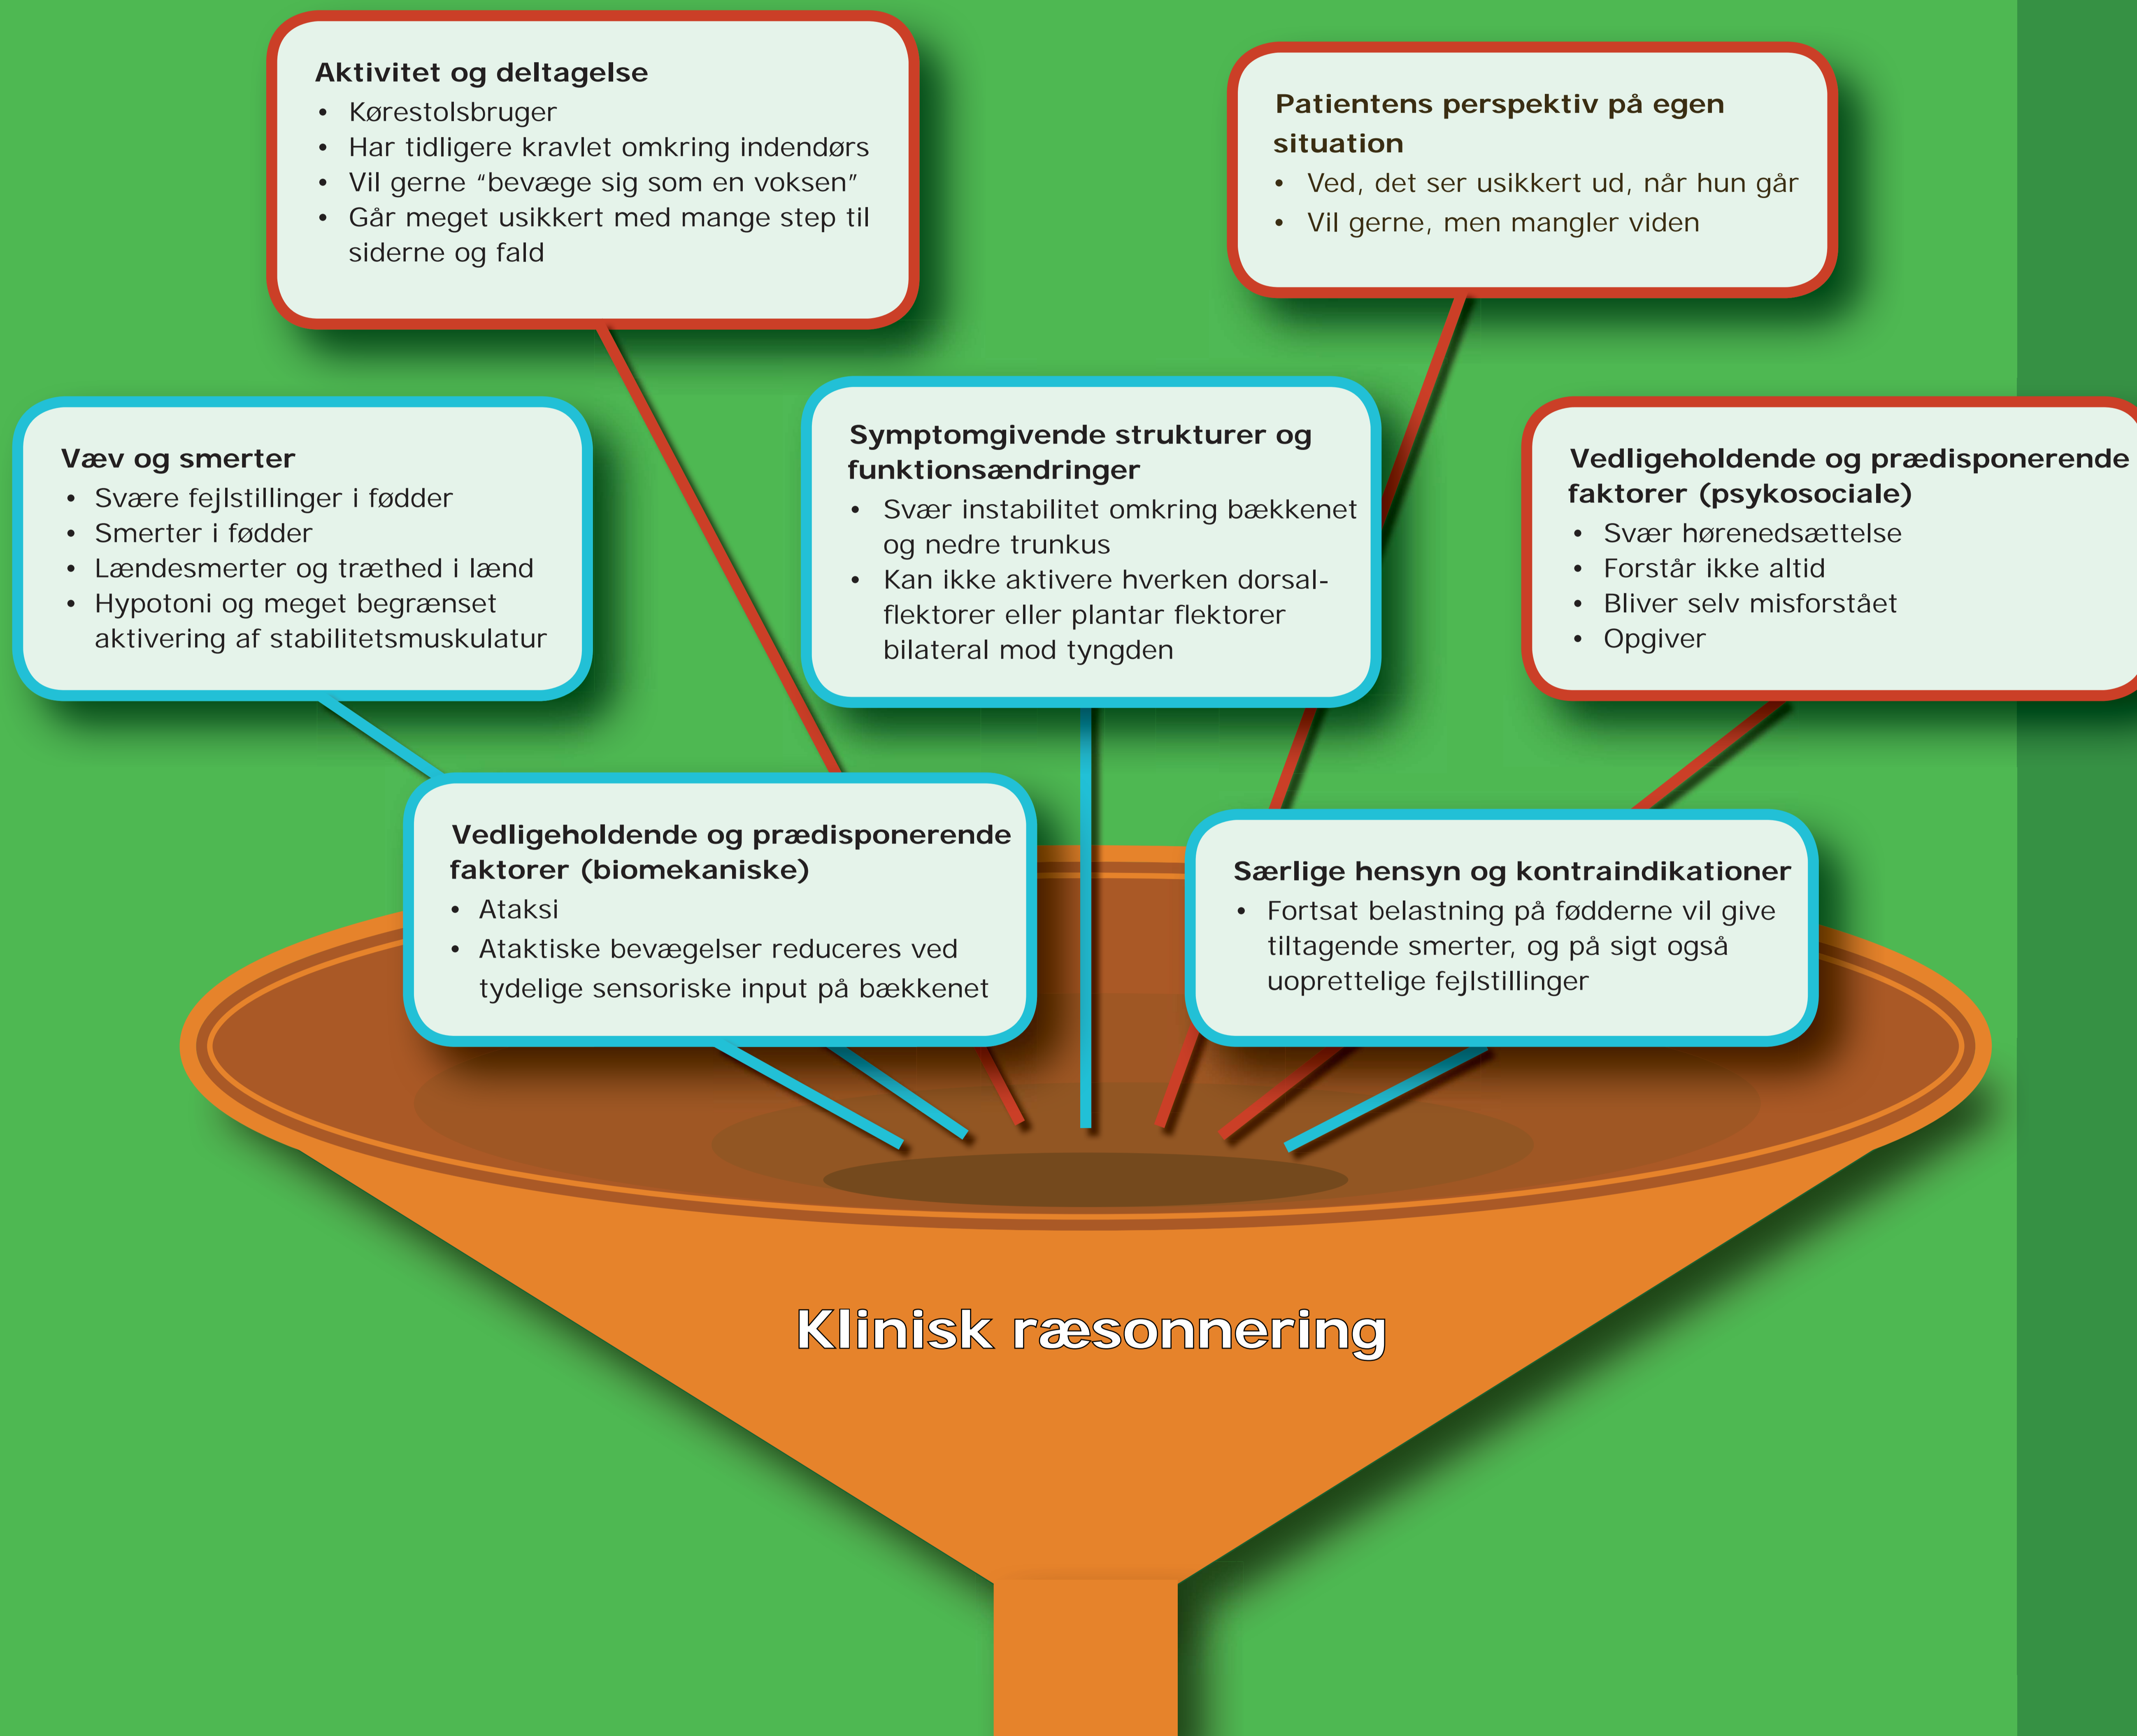 Aktivitet og deltagelse
• Kørestolsbruger
• Har tidligere kravlet omkring indendørs
• Vil gerne “bevæge sig som en voksen”
• Går meget usikkert med mange step til
siderne og fald
Patientens perspektiv på egen
situation
• Ved, det ser usikkert ud, når hun går
• Vil gerne, men mangler viden
Væv og smerter
• Svære fejlstillinger i fødder
• Smerter i fødder
• Lændesmerter og træthed i lænd
• Hypotoni og meget begrænset
aktivering af stabilitetsmuskulatur
Symptomgivende strukturer og
funktionsændringer
• Svær instabilitet omkring bækkenet
og nedre trunkus
• Kan ikke aktivere hverken dorsal-
flektorer eller plantar flektorer
bilateral mod tyngden
Vedligeholdende og prædisponerende
faktorer (psykosociale)
• Svær hørenedsættelse
• Forstår ikke altid
• Bliver selv misforstået
• Opgiver
Vedligeholdende og prædisponerende
faktorer (biomekaniske)
• Ataksi
• Ataktiske bevægelser reduceres ved
tydelige sensoriske input på bækkenet
Særlige hensyn og kontraindikationer
• Fortsat belastning på fødderne vil give
tiltagende smerter, og på sigt også
uoprettelige fejlstillinger
Klinisk ræsonnering